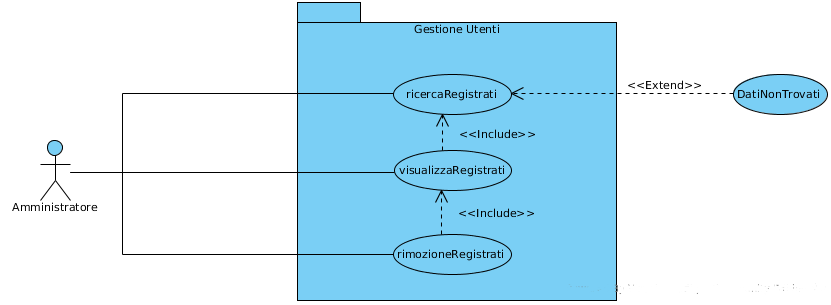 Gestione Utenti
ricercaRegistrati
<<Extend>>
DatiNonTrovati
<<Include>>
visualizzaRegistrati
Amministratore
<<Include>>
rimozioneRegistrati